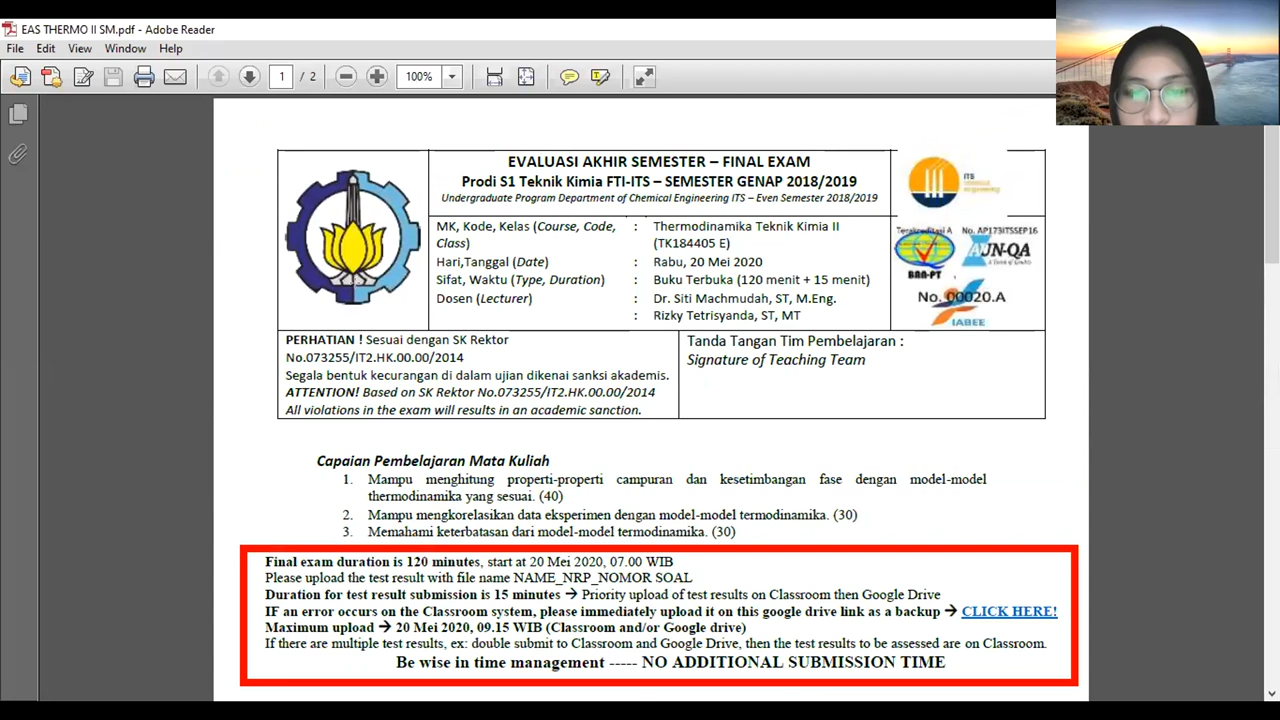 EAS THERMO II SM.pdf - Adobe Reader
File Edit View Window Help
1 / 2 100%
EVALUASI AKHIR SEMESTER – FINAL EXAM
Prodi S1 Teknik Kimia FTI-ITS – SEMESTER GENAP 2018/2019
Undergraduate Program Department of Chemical Engineering ITS – Even Semester 2018/2019
ITS
chemical
engineering
MK, Kode, Kelas (Course, Code, : Thermodinamika Teknik Kimia II
Class) (TK184405 E)
Hari,Tanggal (Date) : Rabu, 20 Mei 2020
Sifat, Waktu (Type, Duration) : Buku Terbuka (120 menit + 15 menit)
Dosen (Lecturer) : Dr. Siti Machmudah, ST, M.Eng.
: Rizky Tetrisyanda, ST, MT
Terakreditasi A No. AP173ITSSEP16
BAN-PT
AUN-QA
No. 00020.A
IABEE
PERHATIAN ! Sesuai dengan SK Rektor
No.073255/IT2.HK.00.00/2014
Segala bentuk kecurangan di dalam ujian dikenai sanksi akademis.
ATTENTION! Based on SK Rektor No.073255/IT2.HK.00.00/2014
All violations in the exam will results in an academic sanction.
Tanda Tangan Tim Pembelajaran :
Signature of Teaching Team
Capaian Pembelajaran Mata Kuliah
1. Mampu menghitung properti-properti campuran dan kesetimbangan fase dengan model-model
thermodinamika yang sesuai. (40)
2. Mampu mengkorelasikan data eksperimen dengan model-model termodinamika. (30)
3. Memahami keterbatasan dari model-model termodinamika. (30)
Final exam duration is 120 minutes, start at 20 Mei 2020, 07.00 WIB
Please upload the test result with file name NAME_NRP_NOMOR SOAL
Duration for test result submission is 15 minutes → Priority upload of test results on Classroom then Google Drive
IF an error occurs on the Classroom system, please immediately upload it on this google drive link as a backup → CLICK HERE!
Maximum upload → 20 Mei 2020, 09.15 WIB (Classroom and/or Google drive)
If there are multiple test results, ex: double submit to Classroom and Google Drive, then the test results to be assessed are on Classroom.
Be wise in time management ----- NO ADDITIONAL SUBMISSION TIME